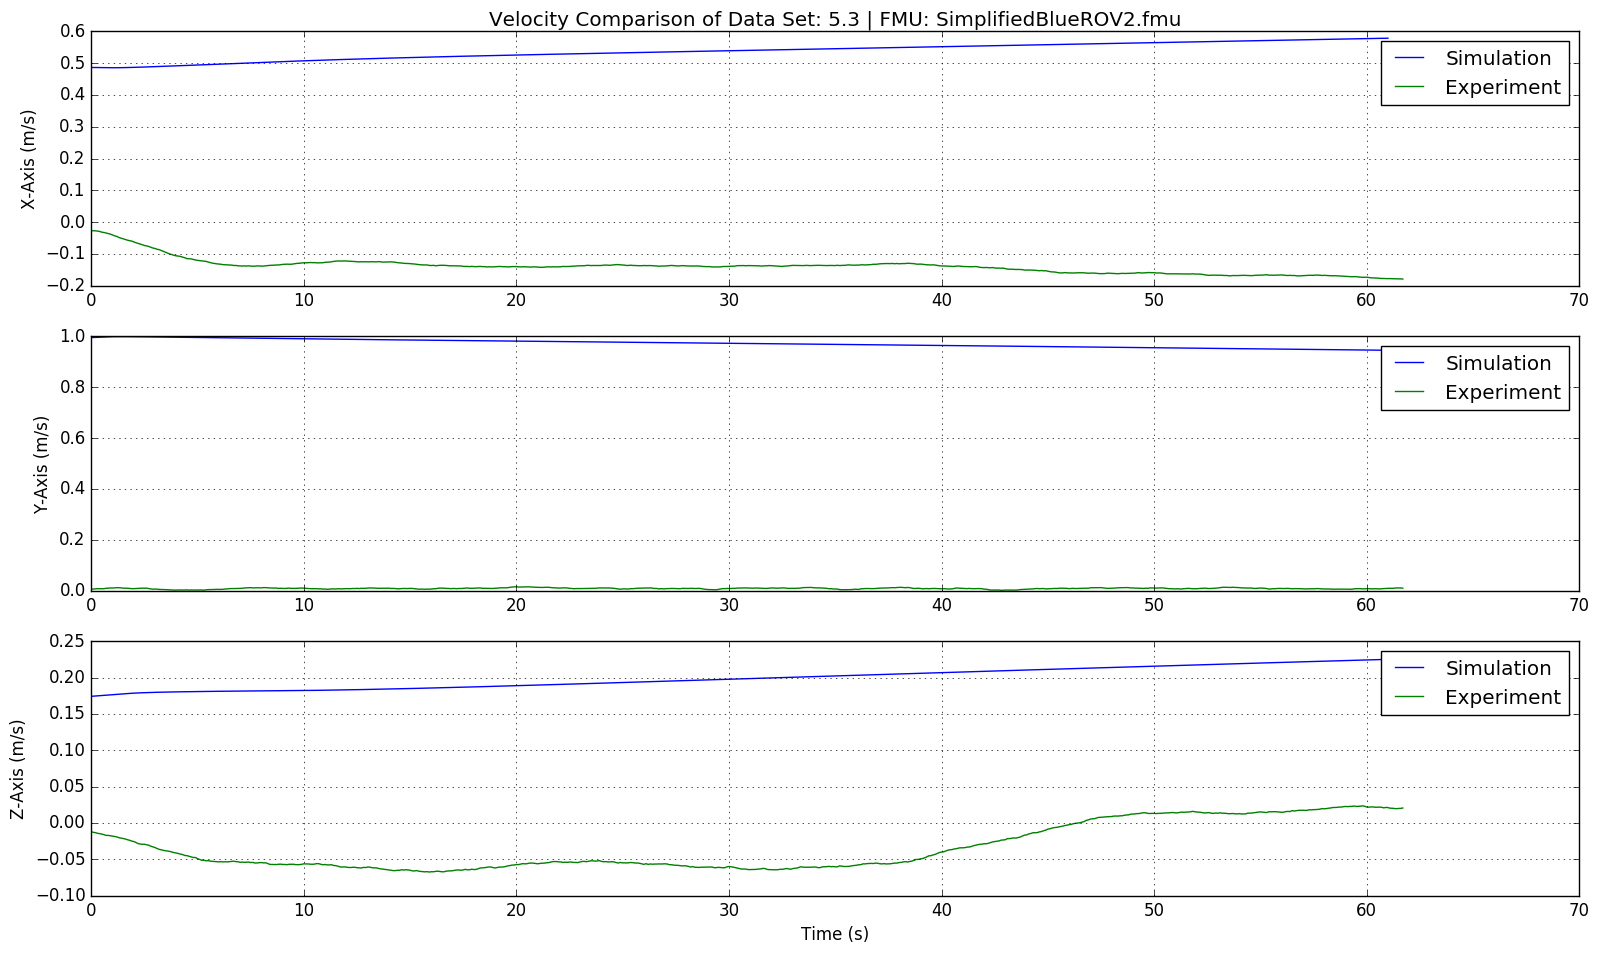 Velocity Comparison of Data Set: 5.3 | FMU: SimplifiedBlueROV2.fmu
0.6
0.5
0.4
0.3
0.2
0.1
0.0
−0.1
−0.2
X-Axis (m/s)
Simulation
Experiment
0 10 20 30 40 50 60 70
1.0
0.8
0.6
0.4
0.2
0.0
Y-Axis (m/s)
Simulation
Experiment
0 10 20 30 40 50 60 70
0.25
0.20
0.15
0.10
0.05
0.00
−0.05
−0.10
Z-Axis (m/s)
Simulation
Experiment
0 10 20 30 40 50 60 70
Time (s)